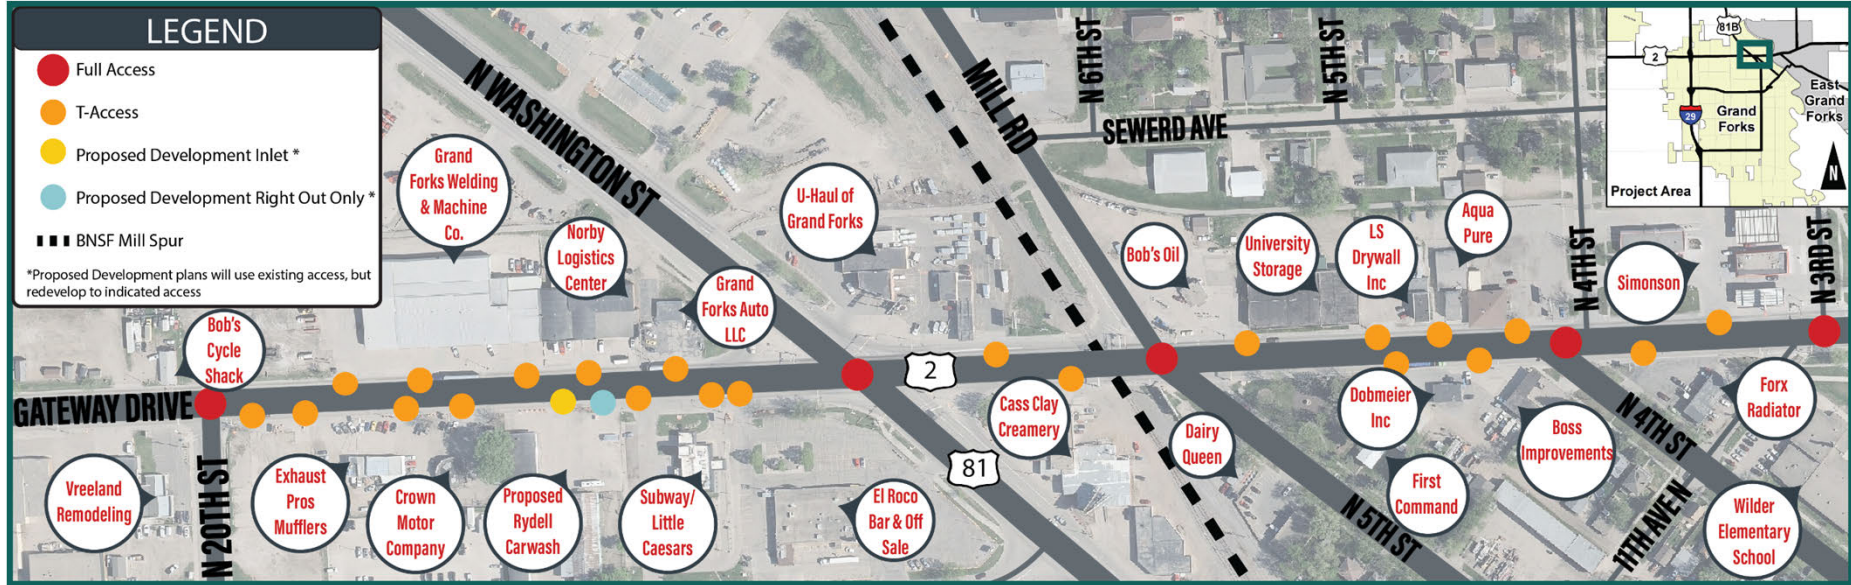 LEGEND
Full Access
T-Access
Proposed Development Inlet *
Proposed Development Right Out Only *
BNSF Mill Spur
*Proposed Development plans will use existing access, but
redevelop to indicated access
N WASHINGTON ST
MILL RD
N 6TH ST
N 5TH ST
SEWERD AVE
81B
2
29
Grand
Forks
East
Grand
Forks
N
Project Area
Grand
Forks Welding
& Machine
Co.
Norby
Logistics
Center
Grand
Forks Auto
LLC
U-Haul of
Grand Forks
Bob's Oil
University
Storage
LS
Drywall
Inc
Aqua
Pure
N 4TH ST
Simonson
N 3RD ST
Bob's
Cycle
Shack
GATEWAY DRIVE
2
81
N 20TH ST
Vreeland
Remodeling
Exhaust
Pros
Mufflers
Crown
Motor
Company
Proposed
Rydell
Carwash
Subway/
Little
Caesars
El Roco
Bar & Off
Sale
Cass Clay
Creamery
Dairy
Queen
N 5TH ST
Dobmeier
Inc
First
Command
Boss
Improvements
N 4TH ST
11TH AVEN
Forx
Radiator
Wilder
Elementary
School